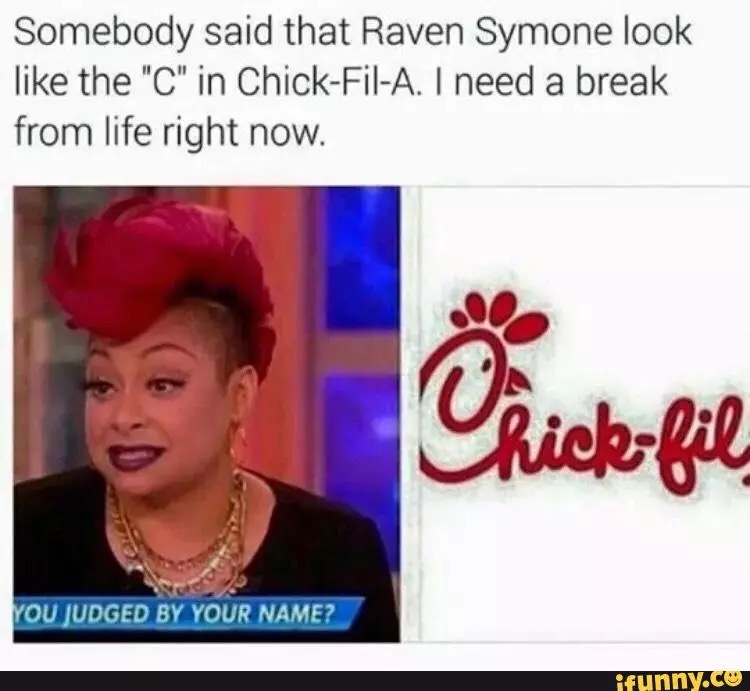 Somebody said that Raven Symone look
like the "C" in Chick-Fil-A. I need a break
from life right now.
Chick-fil
YOU JUDGED BY YOUR NAME?
ifunny.co